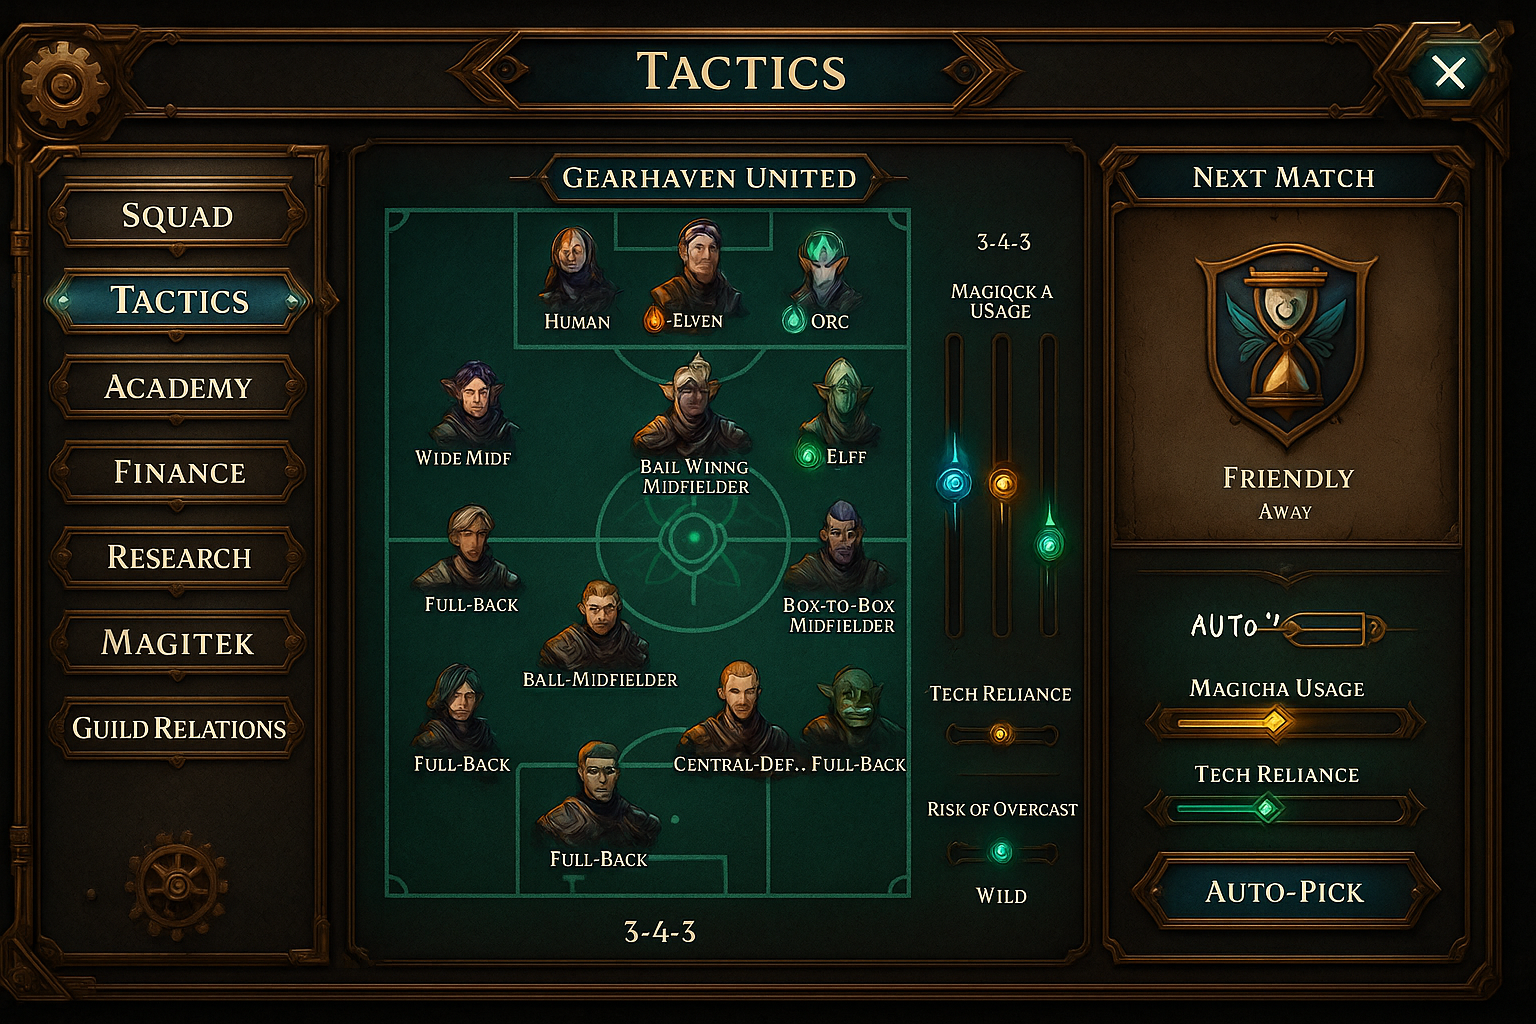 TACTICS
SQUAD
TACTICS
ACADEMY
FINANCE
RESEARCH
MAGITEK
GUILD RELATIONS
GEARHAVEN UNITED
HUMAN
-ELVEN
ORC
WIDE MIDF
BAIL WINNG
MIDFIELDER
ELFF
FULL-BACK
BOX-TO-BOX
MIDFIELDER
BALL-MIDFIELDER
FULL-BACK
CENTRAL-DEF..
FULL-BACK
FULL-BACK
3-4-3
3-4-3
MAGIQCK A
USAGE
TECH RELIANCE
RISK OF OVERCAST
WILD
NEXT MATCH
FRIENDLY
AWAY
AUTO"
?
MAGICHA USAGE
TECH RELIANCE
AUTO-PICK